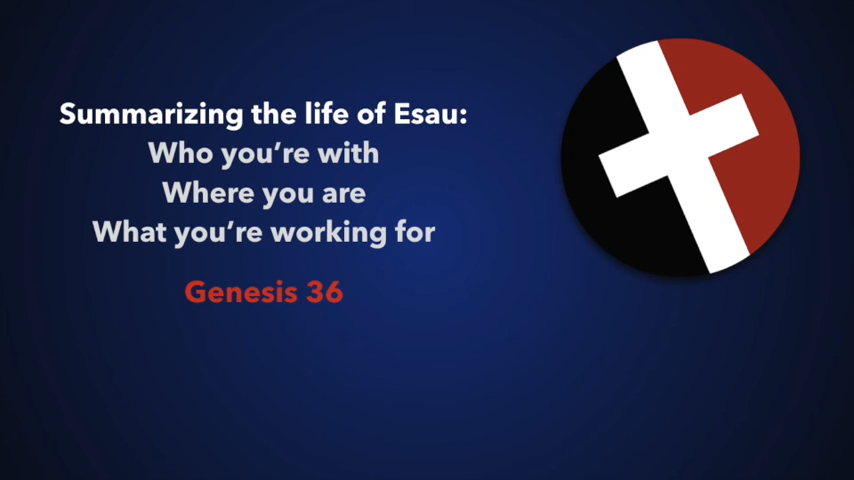 Summarizing the life of Esau:
Who you’re with
Where you are
What you’re working for
Genesis 36